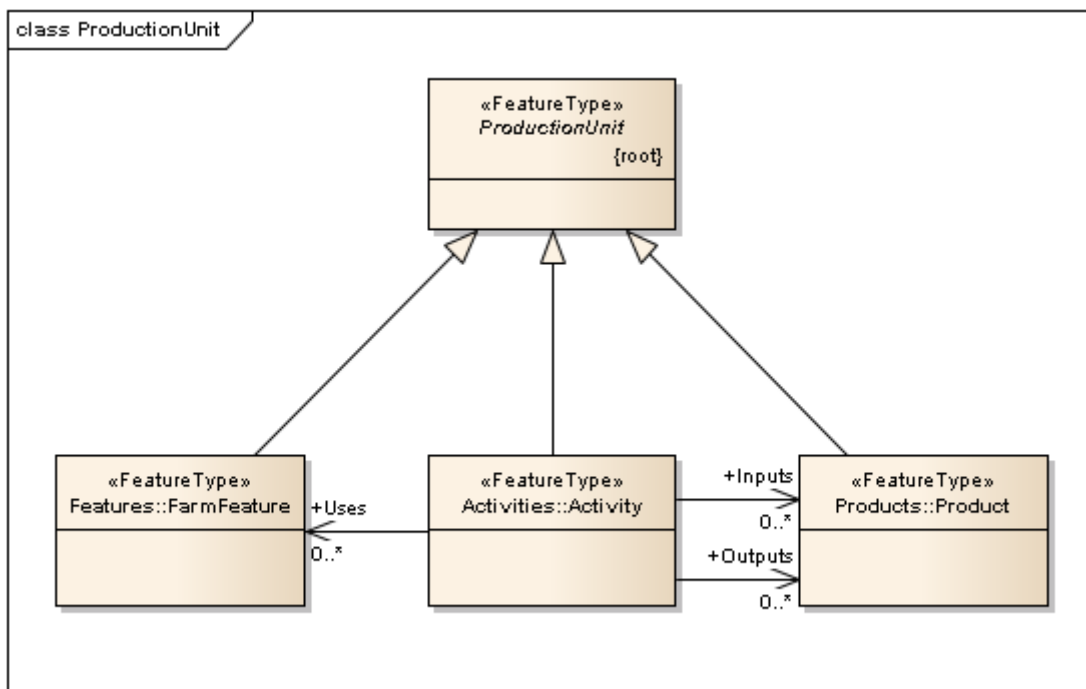 class ProductionUnit
«FeatureType»
ProductionUnit
{root}
«FeatureType»
Features::FarmFeature
+Uses
0..*
«FeatureType»
Activities::Activity
+Inputs
0..*
+Outputs
0..*
«FeatureType»
Products::Product